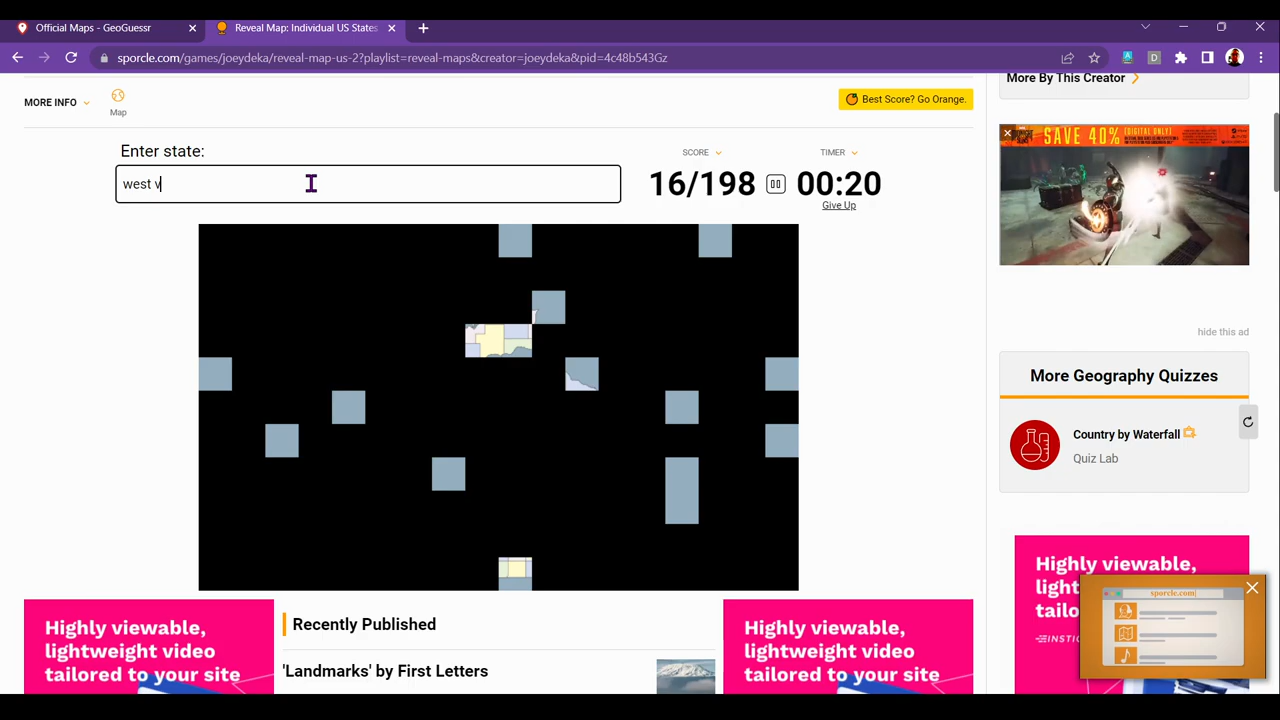 Official Maps - GeoGuessr
Reveal Map: Individual US States
sporcle.com/games/joeydeka/reveal-map-us-2?playlist=reveal-maps&creator=joeydeka&pid=4c48b543Gz
MORE INFO
Map
Best Score? Go Orange.
More By This Creator
Enter state:
west v
SCORE
TIMER
16/198
00:20
Give Up
SAVE 40%
hide this ad
More Geography Quizzes
Country by Waterfall
Quiz Lab
Highly viewable,
lightweight video
tailored to your site
Recently Published
'Landmarks' by First Letters
Highly viewable,
lightweight video
tailored to your site
Highly viewable,
sporcle.com